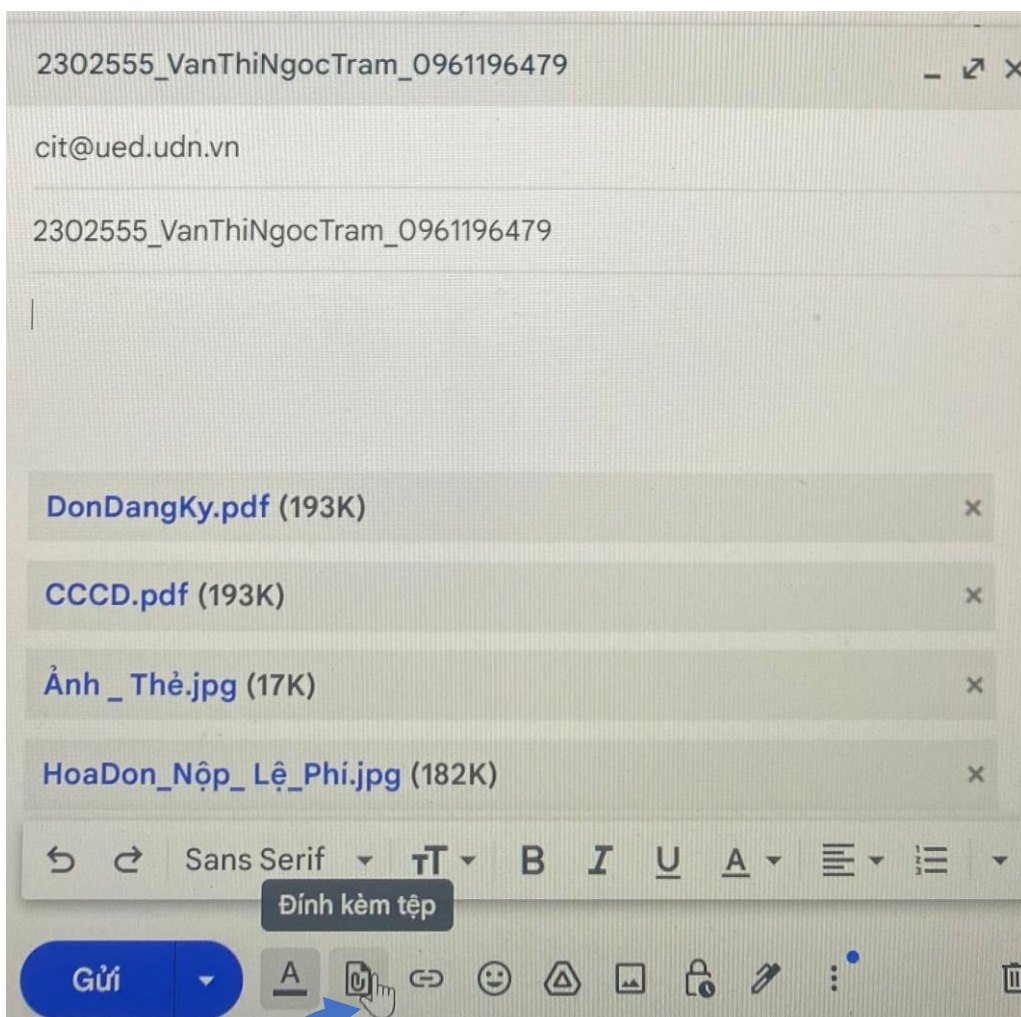 2302555_VanThiNgocTram_0961196479
cit@ued.udn.vn
2302555_VanThiNgocTram_0961196479
DonDangKy.pdf (193K)
CCCD.pdf (193K)
Ảnh _ Thẻ.jpg (17K)
HoaDon_Nộp_ Lệ_Phí.jpg (182K)
Sans Serif TT B I U A
Đính kèm tệp
Gửi A